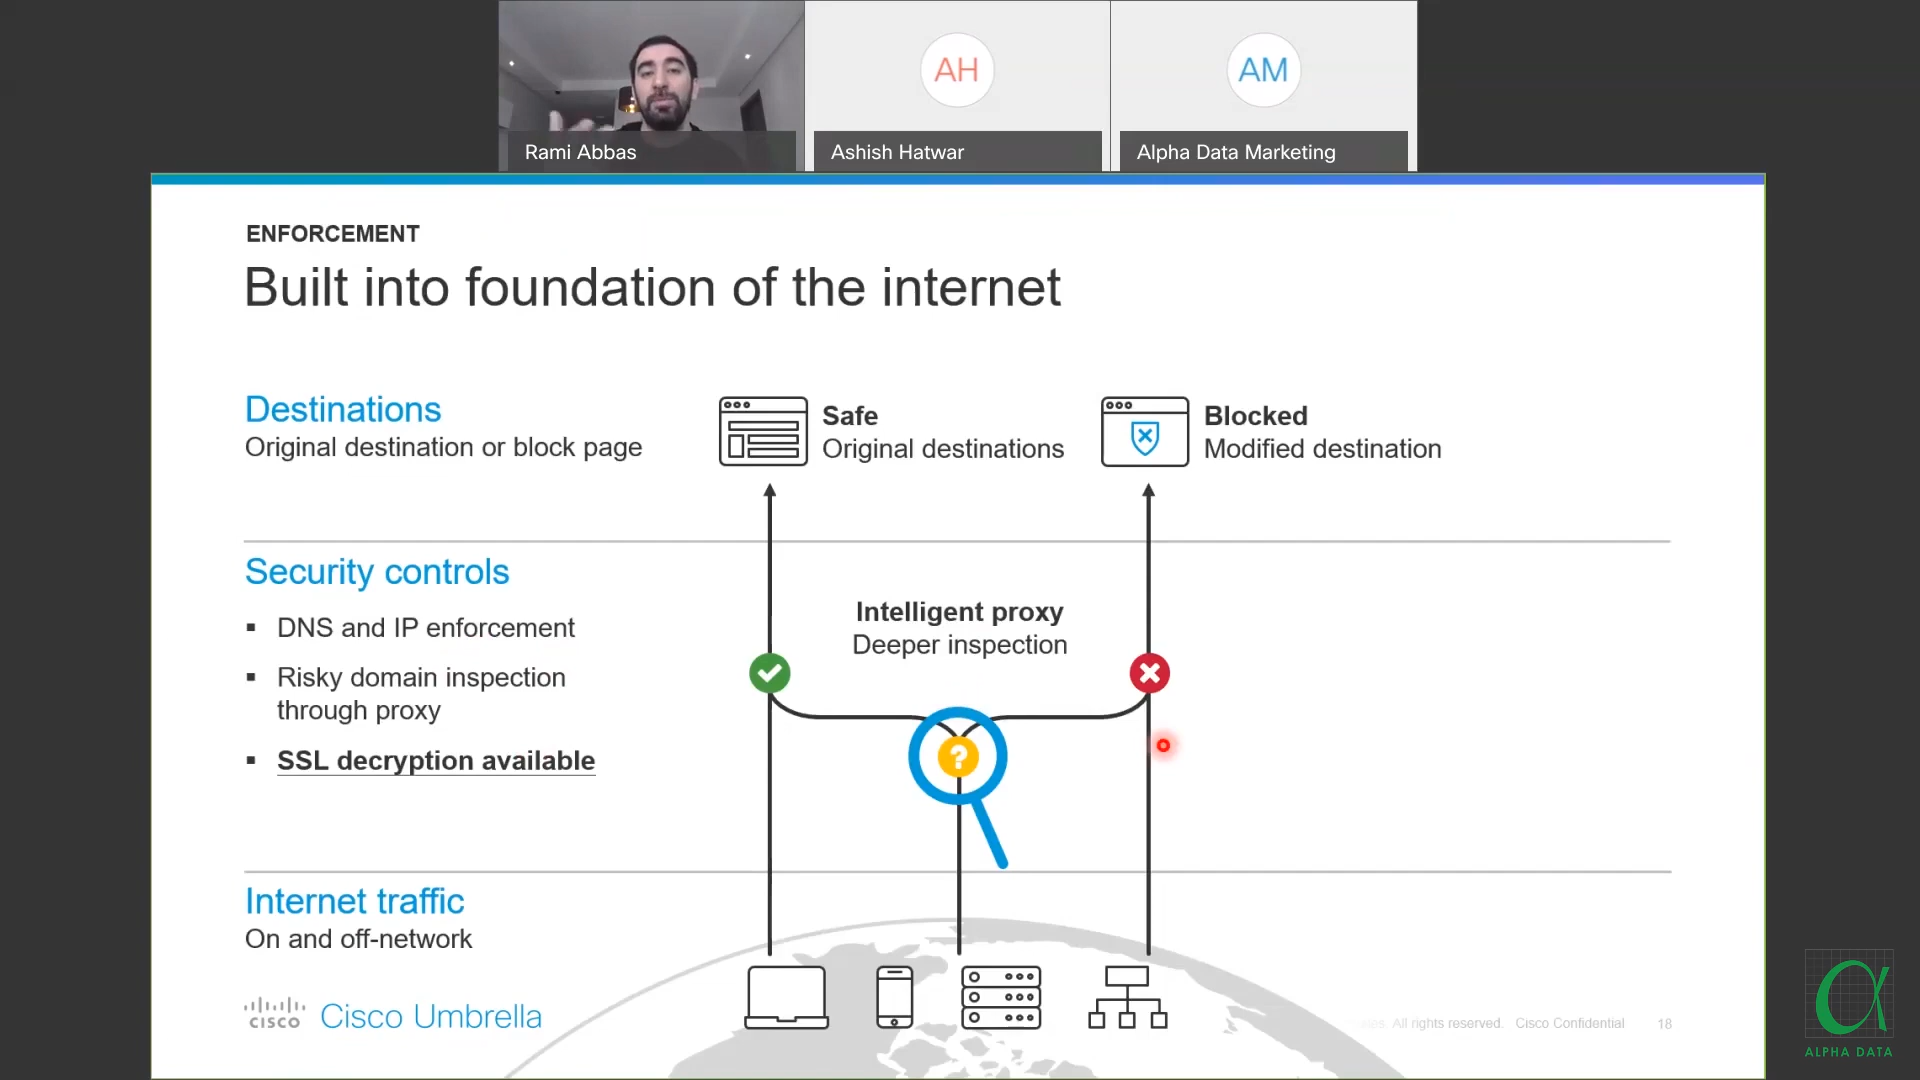 AH
AM
Rami Abbas
Ashish Hatwar
Alpha Data Marketing
ENFORCEMENT
Built into foundation of the internet
Destinations
Original destination or block page
Safe
Original destinations
Blocked
Modified destination
Security controls
▪ DNS and IP enforcement
▪ Risky domain inspection
through proxy
▪ SSL decryption available
Intelligent proxy
Deeper inspection
?
Internet traffic
On and off-network
CISCO Cisco Umbrella
All rights reserved. Cisco Confidential 18
ALPHA DATA